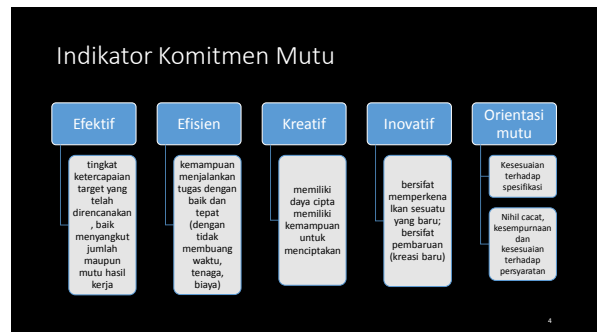 Indikator Komitmen Mutu
Efektif
tingkat
ketercapaian
target yang
telah
direncanakan
, baik
menyangkut
jumlah
maupun
mutu hasil
kerja
Efisien
kemampuan
menjalankan
tugas dengan
baik dan
tepat
(dengan
tidak
membuang
waktu,
tenaga,
biaya)
Kreatif
memiliki
daya cipta
memiliki
kemampuan
untuk
menciptakan
Inovatif
bersifat
memperkena
lkan sesuatu
yang baru;
bersifat
pembaruan
(kreasi baru)
Orientasi
mutu
Kesesuaian
terhadap
spesifikasi
Nihil cacat,
kesempurnaan
dan
kesesuaian
terhadap
persyaratan
4